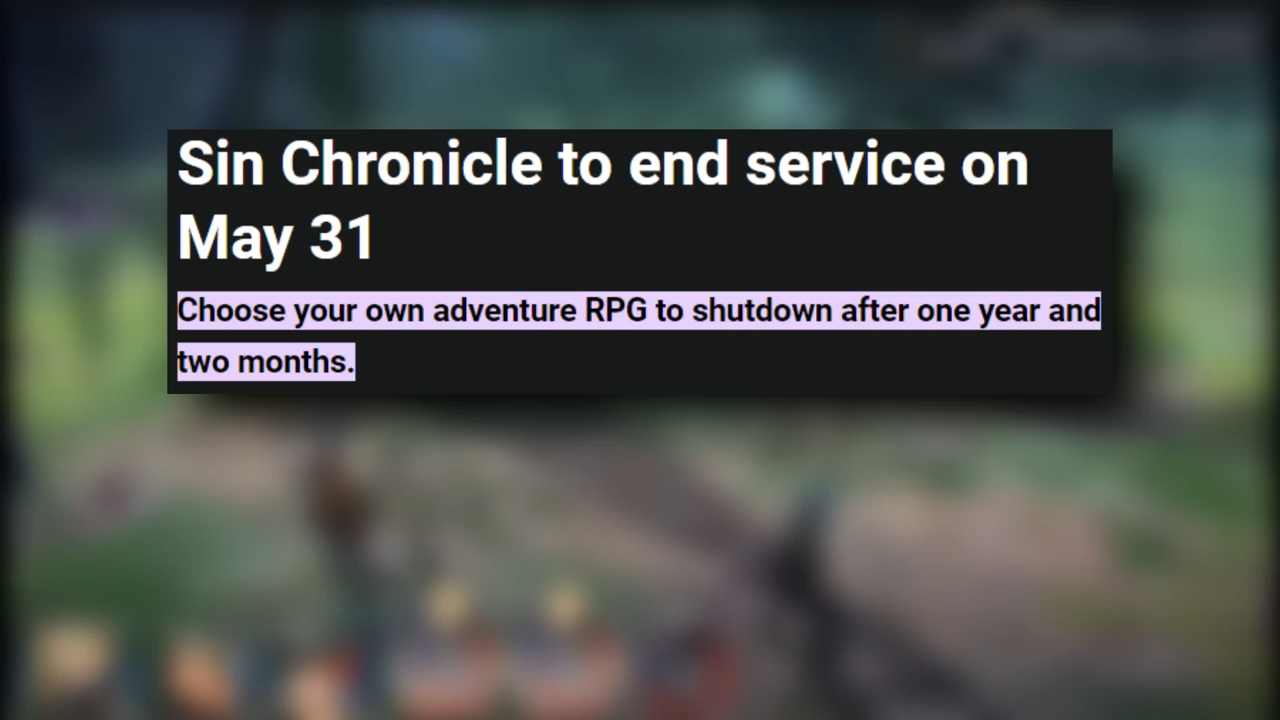 Sin Chronicle to end service on
May 31
Choose your own adventure RPG to shutdown after one year and
two months.